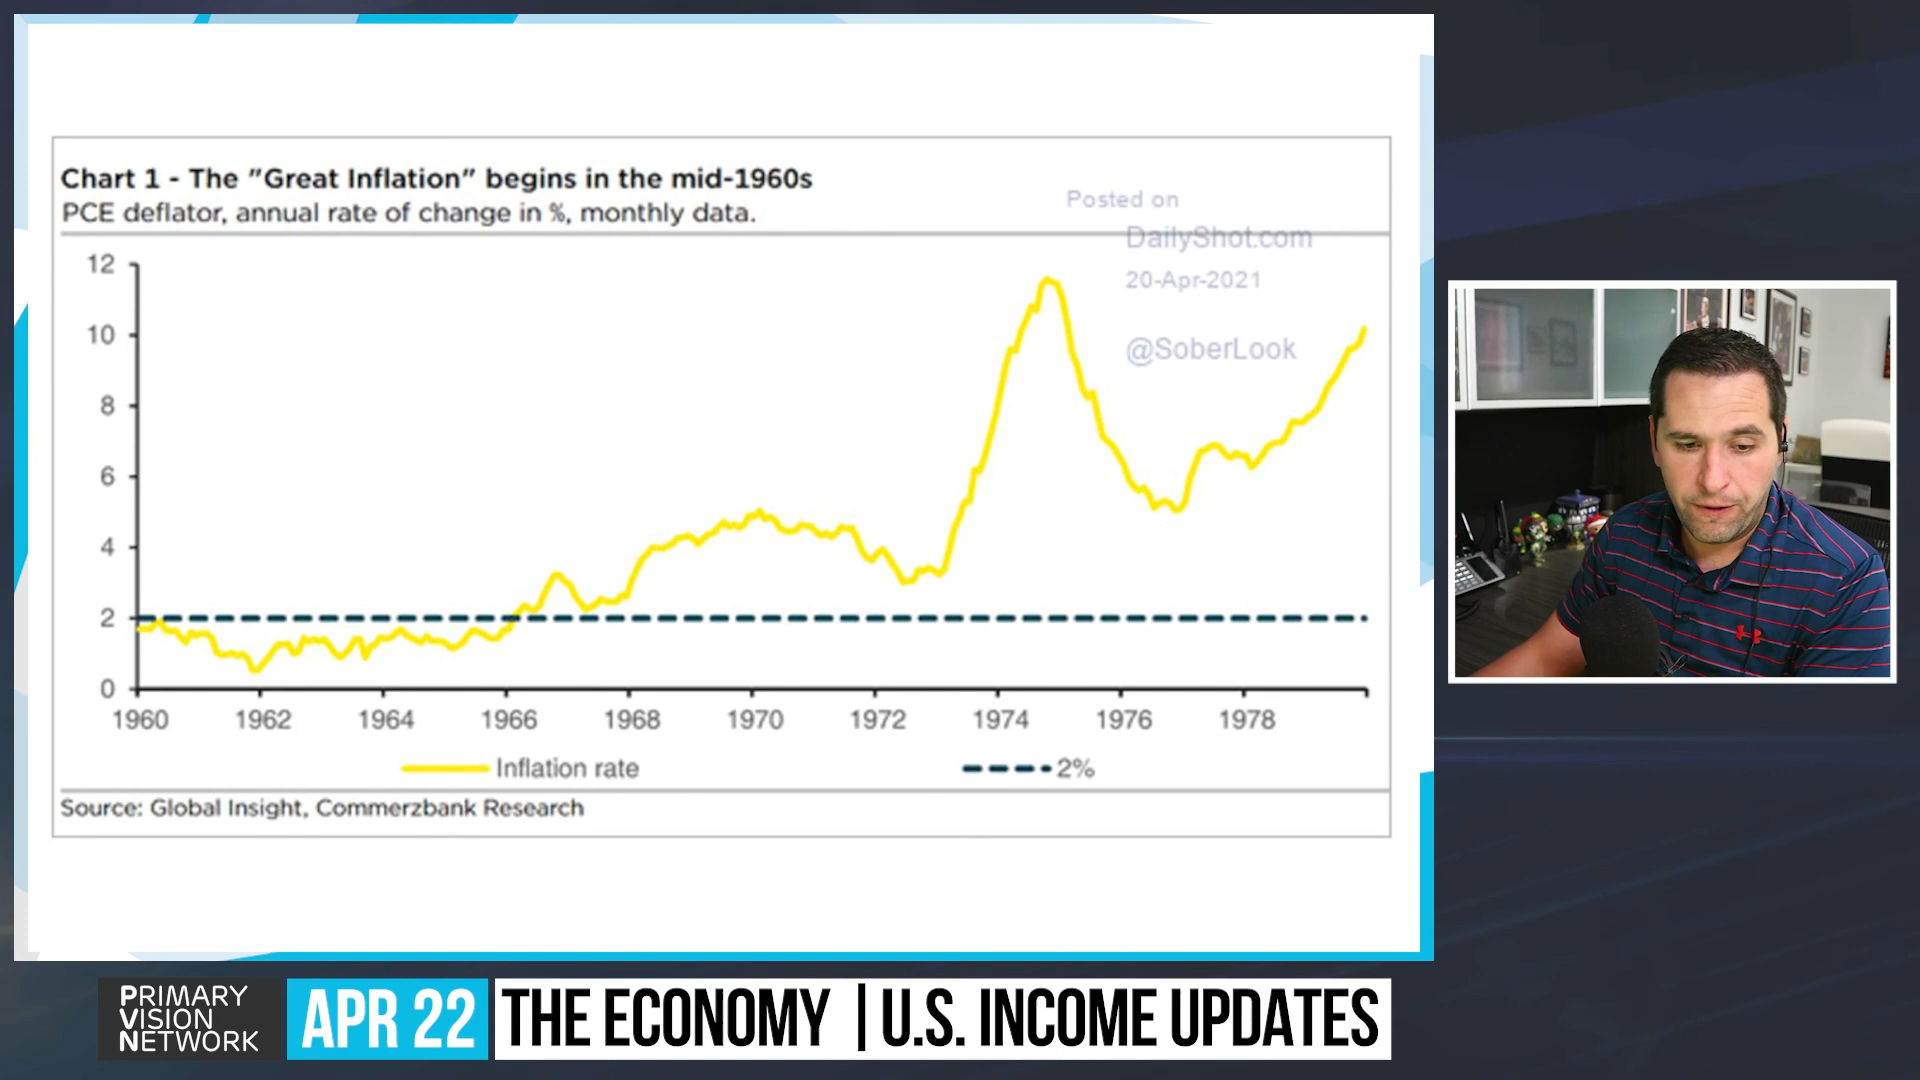 Chart 1 - The "Great Inflation" begins in the mid-1960s
PCE deflator, annual rate of change in %, monthly data.
Posted on
DailyShot.com
20-Apr-2021
@SoberLook
12
10
8
6
4
2
0
1960 1962 1964 1966 1968 1970 1972 1974 1976 1978
Inflation rate 2%
Source: Global Insight, Commerzbank Research
PRIMARY
VISION
NETWORK
APR 22
THE ECONOMY | U.S. INCOME UPDATES